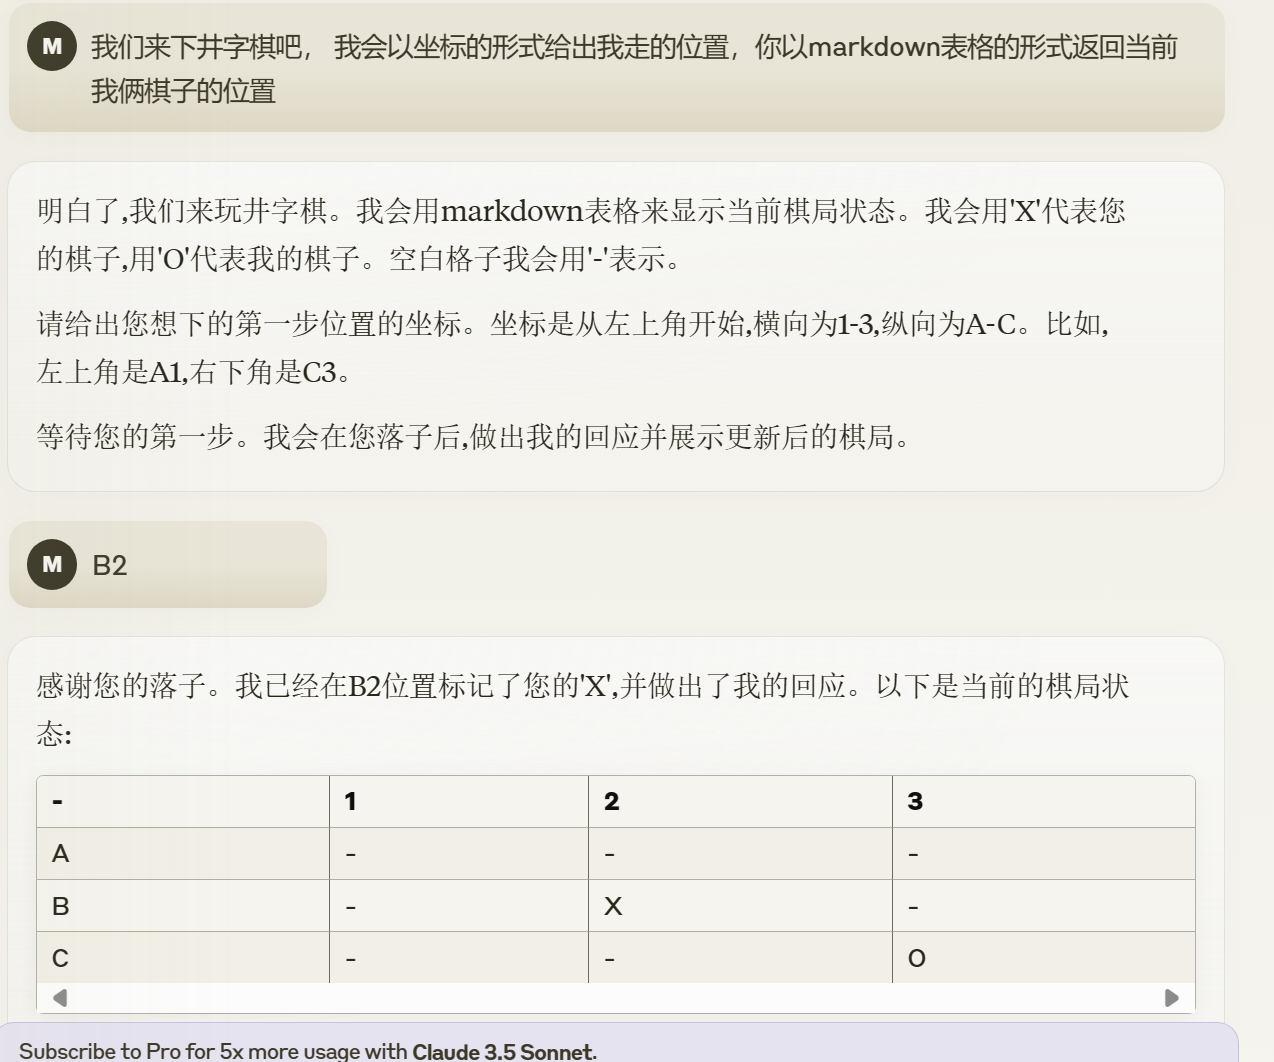 M 我们来下井字棋吧， 我会以坐标的形式给出我走的位置，你以markdown表格的形式返回当前
我俩棋子的位置
明白了,我们来玩井字棋。我会用markdown表格来显示当前棋局状态。我会用'X'代表您
的棋子,用'O'代表我的棋子。空白格子我会用'-'表示。
请给出您想下的第一步位置的坐标。坐标是从左上角开始,横向为1-3,纵向为A-C。比如,
左上角是A1,右下角是C3。
等待您的第一步。我会在您落子后,做出我的回应并展示更新后的棋局。
M B2
感谢您的落子。我已经在B2位置标记了您的'X',并做出了我的回应。以下是当前的棋局状
态:
- 1 2 3
A - - -
B - X -
C - - O
Subscribe to Pro for 5x more usage with Claude 3.5 Sonnet.